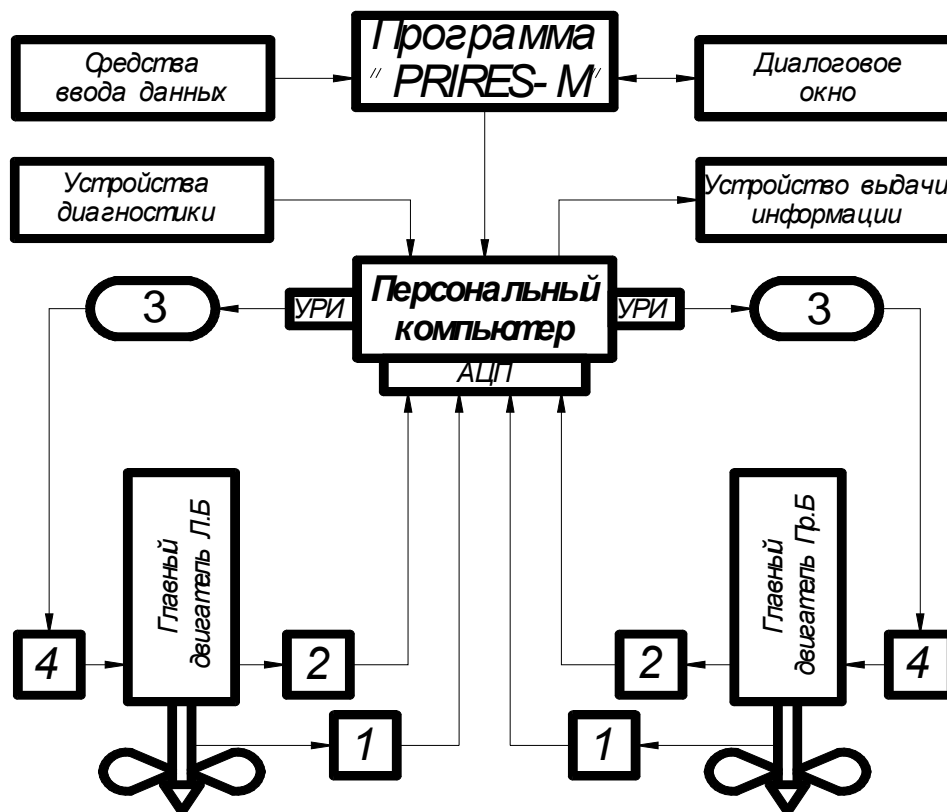 Средства
ввода данных
Программа
" PRIRES- M"
Диалоговое
окно
Устройства
диагностики
Устройство выдачи
информации
3
УРИ
Персональный
компьютер
УРИ
3
АЦП
Главный
двигатель Л.Б
Главный
двигатель Пр.Б
4
2
2
4
1
1